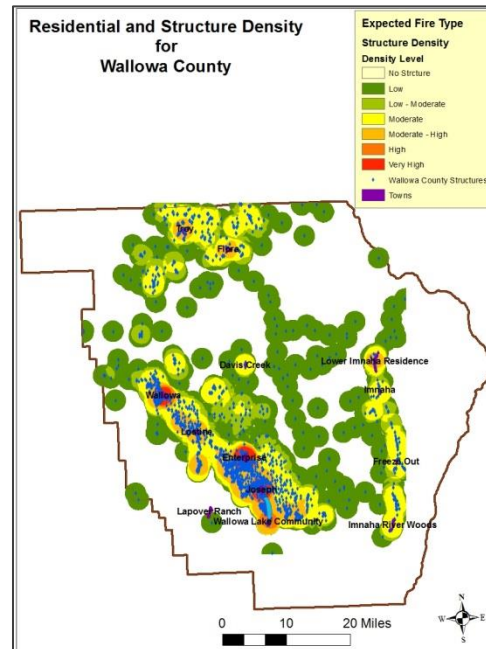 Residential and Structure Density
for
Wallowa County
Expected Fire Type
Structure Density
Density Level
No Strcture
Low
Low - Moderate
Moderate
Moderate - High
High
Very High
Wallowa County Structures
Towns
Troy
Flora
Davis Creek
Lower Imnaha Residence
Imnaha
Wallowa
Lostine
Enterprise
Freeze Out
Joseph
Lapover Ranch
Wallowa Lake Community
Imnaha River Woods
0 10 20 Miles
N
W E
S